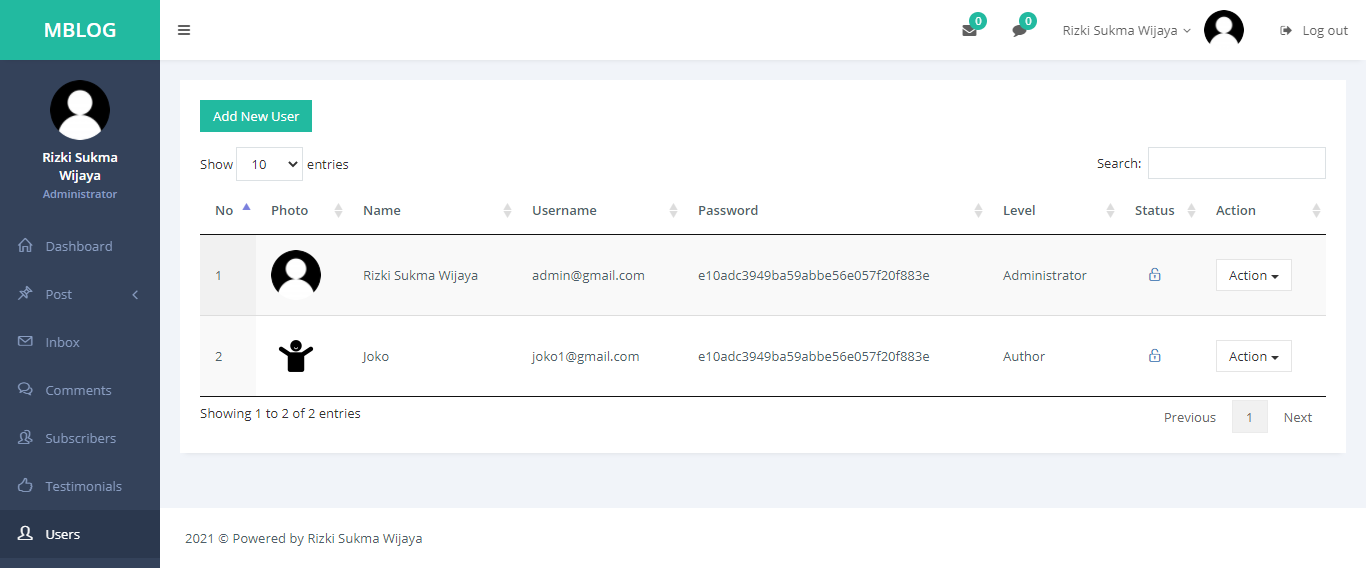 MBLOG
0
0
Rizki Sukma Wijaya
Log out
Rizki Sukma
Wijaya
Administrator
Dashboard
Post
Inbox
Comments
Subscribers
Testimonials
Users
Add New User
Show 10 entries
Search:
No Photo Name Username Password Level Status Action
1 Rizki Sukma Wijaya admin@gmail.com e10adc3949ba59abbe56e057f20f883e Administrator Action
2 Joko joko1@gmail.com e10adc3949ba59abbe56e057f20f883e Author Action
Showing 1 to 2 of 2 entries
Previous 1 Next
2021 © Powered by Rizki Sukma Wijaya